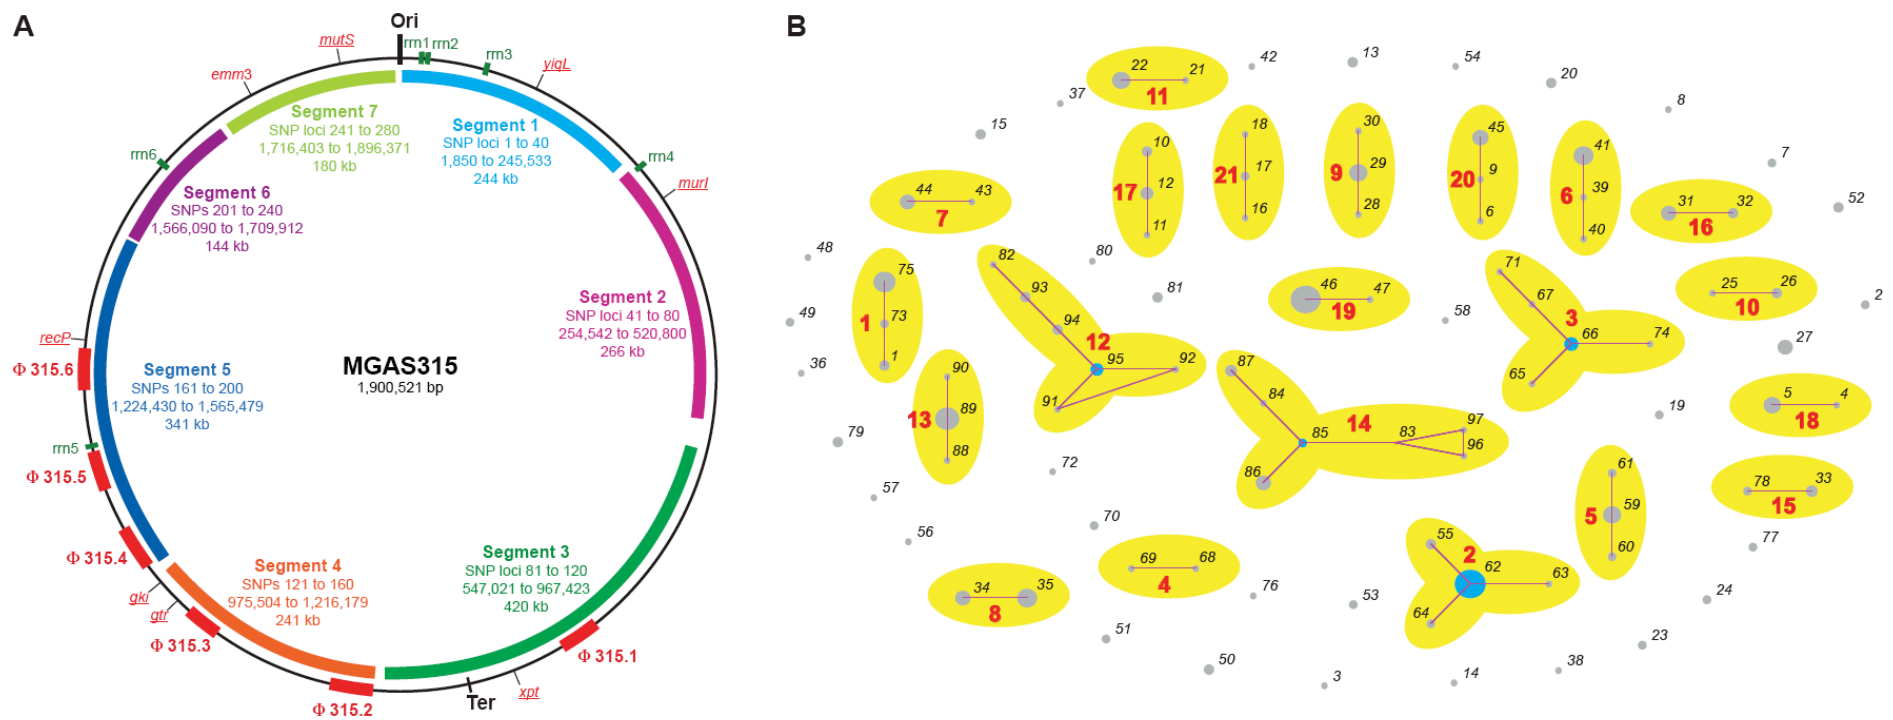 A
Ori
rrn1
rrn2
rrn3
mutS
emm3
yiqL
rrn6
rrn4
murI
Segment 7
SNP loci 241 to 280
1,716,403 to 1,896,371
180 kb
Segment 1
SNP loci 1 to 40
1,850 to 245,533
244 kb
Segment 6
SNPs 201 to 240
1,566,090 to 1,709,912
144 kb
Segment 2
SNP loci 41 to 80
254,542 to 520,800
266 kb
recP
Φ 315.6
Segment 5
SNPs 161 to 200
1,224,430 to 1,565,479
341 kb
MGAS315
1,900,521 bp
rrn5
Φ 315.5
Φ 315.4
gki
gtr
Φ 315.3
Segment 4
SNPs 121 to 160
975,504 to 1,216,179
241 kb
Segment 3
SNP loci 81 to 120
547,021 to 967,423
420 kb
Φ 315.1
xpt
Ter
Φ 315.2
B
42
13
54
20
8
37
15
22
21
11
10
12
11
17
18
17
16
21
30
29
28
9
45
9
6
20
41
39
40
6
7
31
32
16
52
44
43
7
48
80
81
49
36
75
73
1
1
82
93
94
95
92
91
12
46
47
19
58
71
67
66
74
65
3
25
26
10
2
27
90
89
88
13
87
84
85
83
97
96
86
14
19
5
4
18
79
72
57
56
70
61
59
60
5
78
33
15
77
34
35
8
69
68
4
76
53
55
62
63
64
2
24
23
51
50
3
14
38